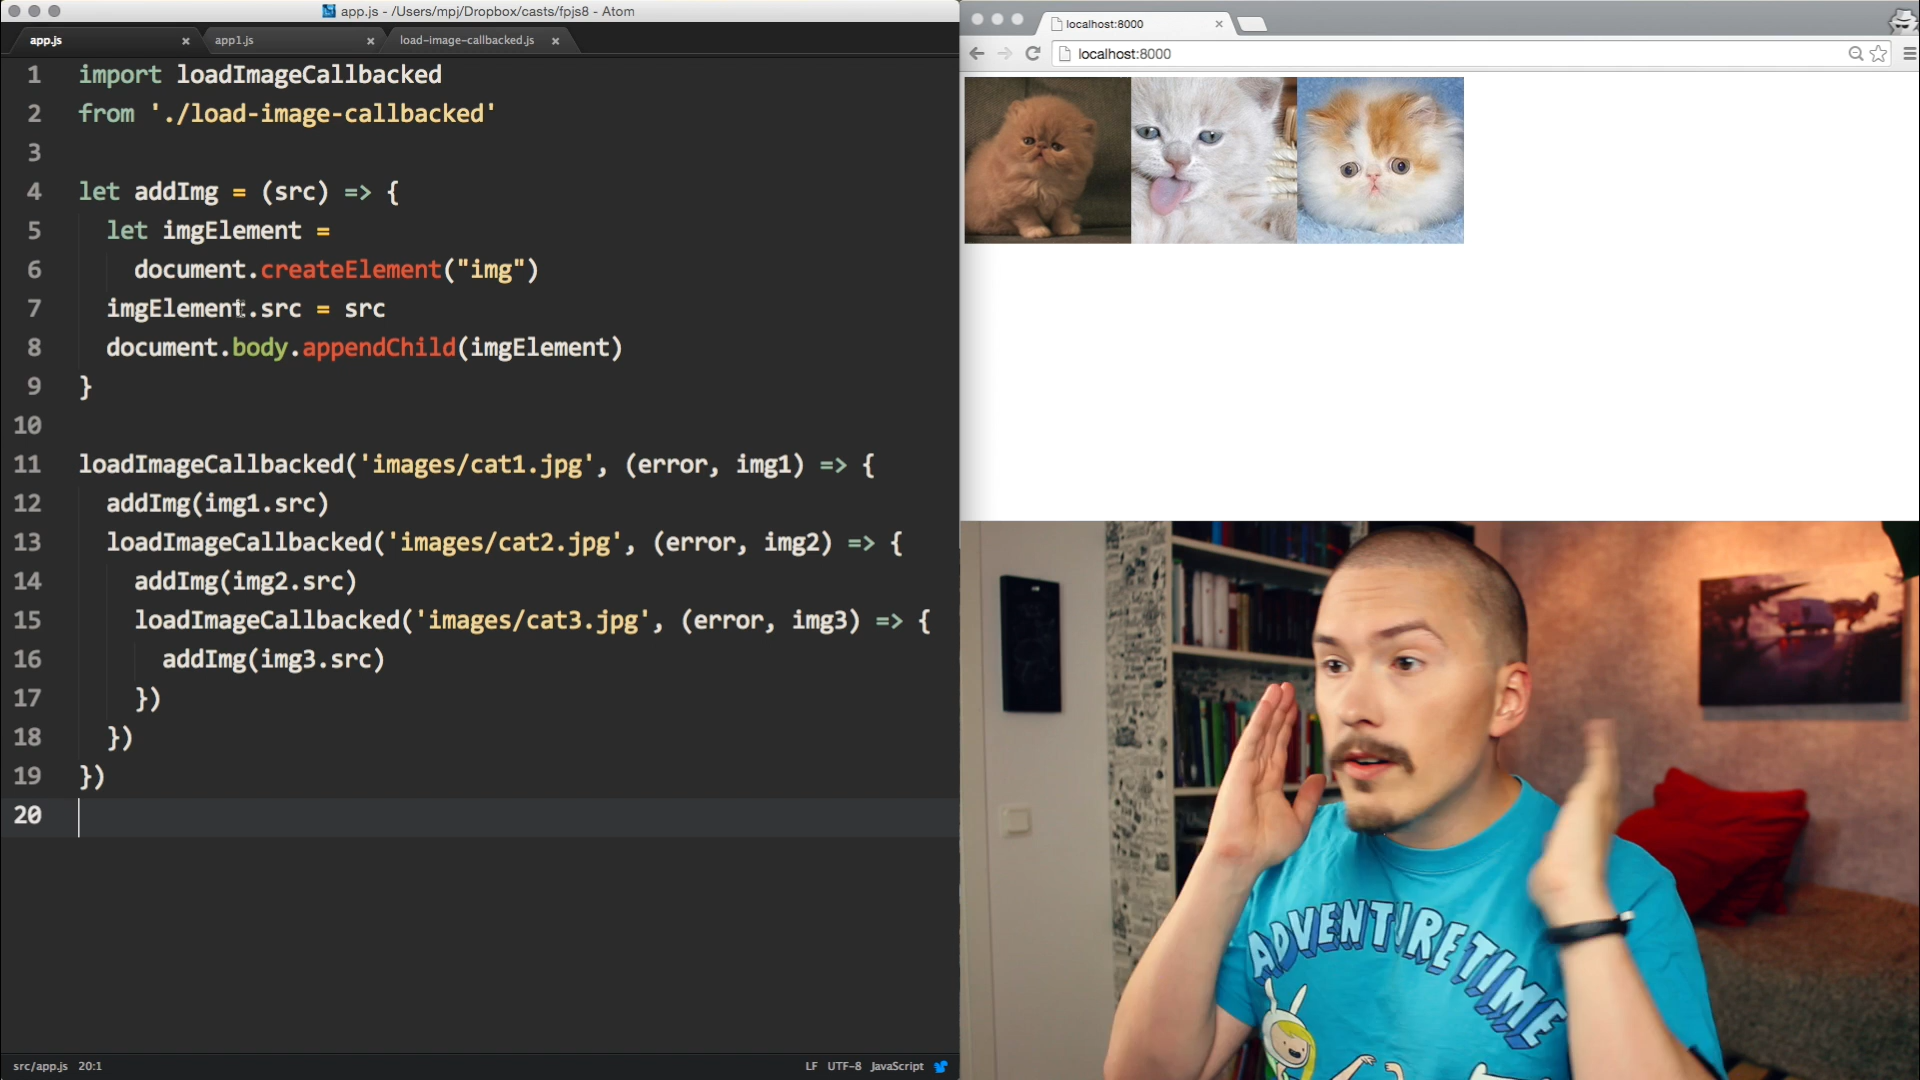 app.js - /Users/mpj/Dropbox/casts/fpjs8 - Atom
app.js
app1.js
load-image-callbacked.js
1 import loadImageCallbacked
2 from './load-image-callbacked'
3
4 let addImg = (src) => {
5 let imgElement =
6 document.createElement("img")
7 imgElement.src = src
8 document.body.appendChild(imgElement)
9 }
10
11 loadImageCallbacked('images/cat1.jpg', (error, img1) => {
12 addImg(img1.src)
13 loadImageCallbacked('images/cat2.jpg', (error, img2) => {
14 addImg(img2.src)
15 loadImageCallbacked('images/cat3.jpg', (error, img3) => {
16 addImg(img3.src)
17 })
18 })
19 })
20
src/app.js 20:1
LF UTF-8 JavaScript
localhost:8000
localhost:8000
ADVENTURE TIME